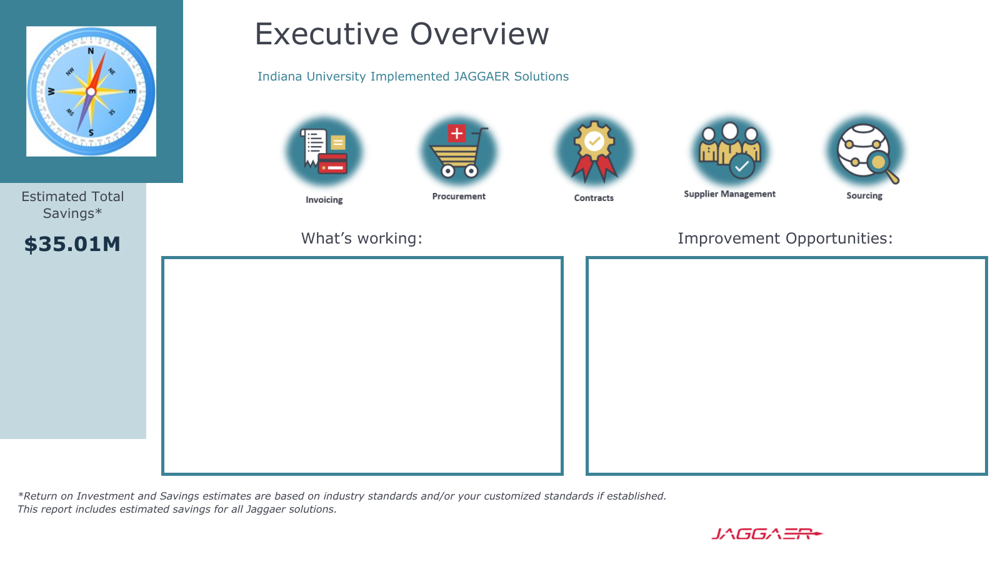 Executive Overview
Indiana University Implemented JAGGAER Solutions
N
NW
NE
W
E
SW
SE
S
Estimated Total
Savings*
$35.01M
Invoicing
Procurement
Contracts
Supplier Management
Sourcing
What’s working:
Improvement Opportunities:
*Return on Investment and Savings estimates are based on industry standards and/or your customized standards if established.
This report includes estimated savings for all Jaggaer solutions.
JAGGAER